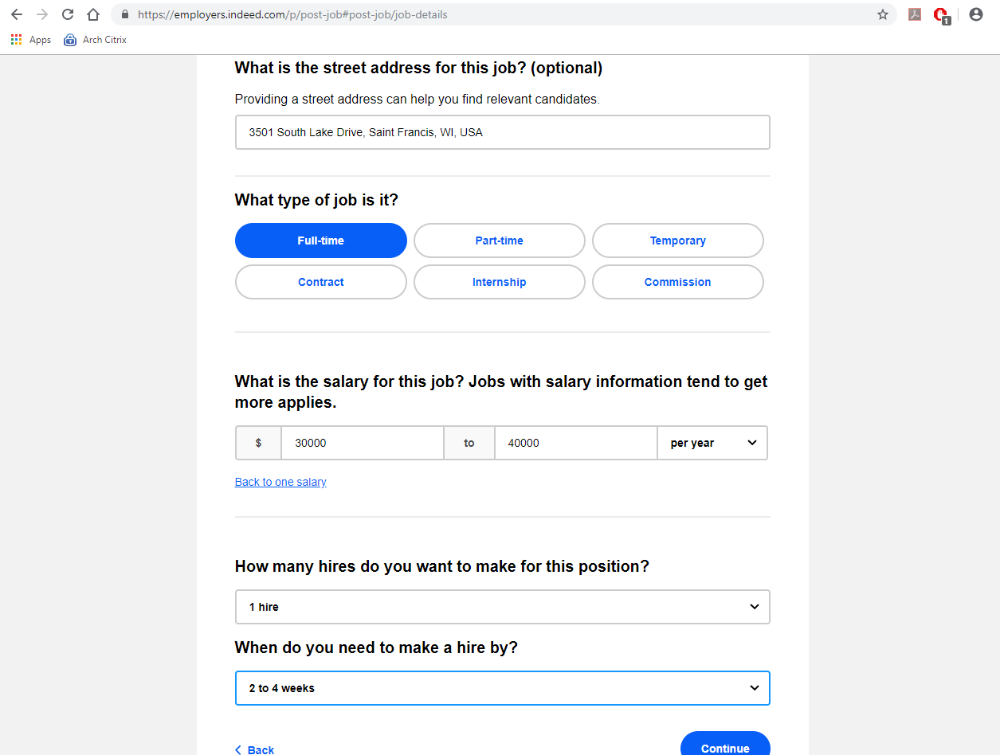 https://employers.indeed.com/p/post-job#post-job/job-details
1
Apps
Arch Citrix
What is the street address for this job? (optional)
Providing a street address can help you find relevant candidates.
3501 South Lake Drive, Saint Francis, WI, USA
What type of job is it?
Full-time
Part-time
Temporary
Contract
Internship
Commission
What is the salary for this job? Jobs with salary information tend to get
more applies.
$
30000
to
40000
per year
Back to one salary
How many hires do you want to make for this position?
1 hire
When do you need to make a hire by?
2 to 4 weeks
Back
Continue